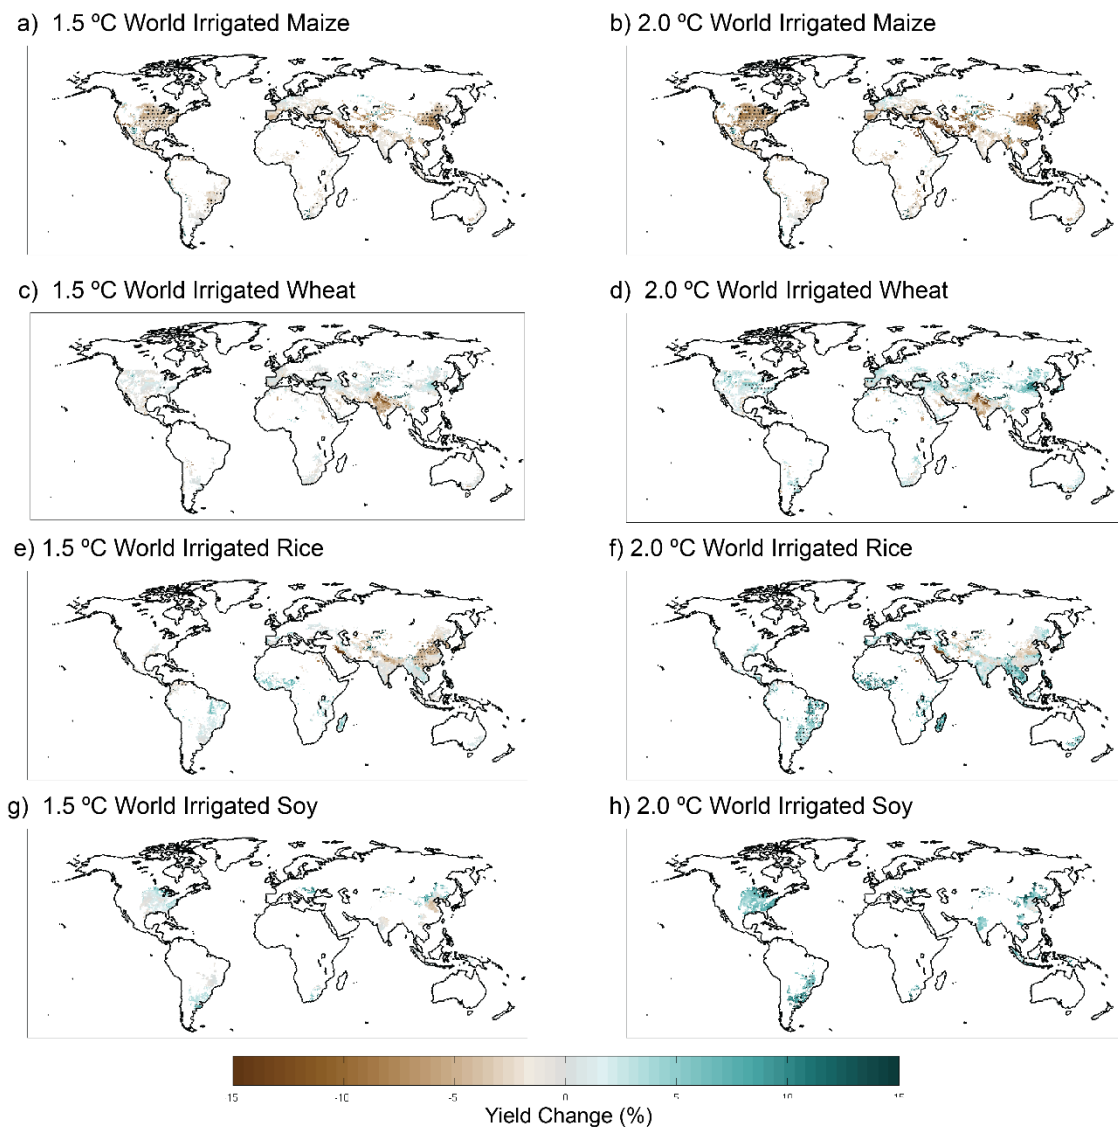 a) 1.5 ºC World Irrigated Maize
b) 2.0 ºC World Irrigated Maize
c) 1.5 ºC World Irrigated Wheat
d) 2.0 ºC World Irrigated Wheat
e) 1.5 ºC World Irrigated Rice
f) 2.0 ºC World Irrigated Rice
g) 1.5 ºC World Irrigated Soy
h) 2.0 ºC World Irrigated Soy
15 -10 -5 0 5 10 15
Yield Change (%)